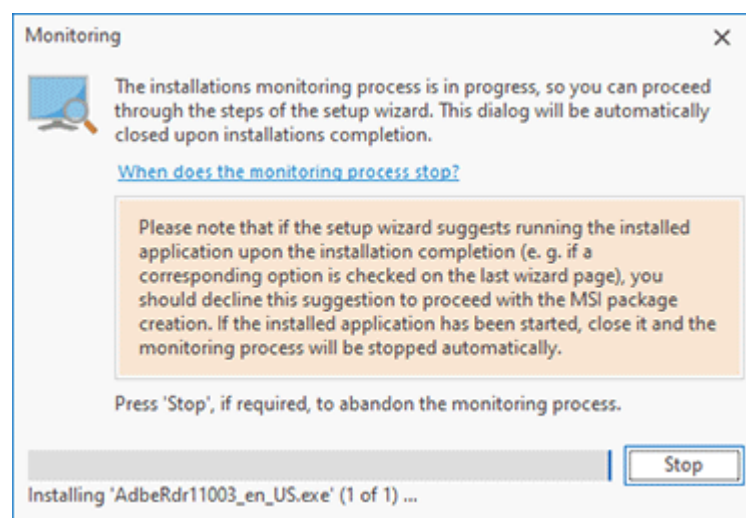 Monitoring
The installations monitoring process is in progress, so you can proceed
through the steps of the setup wizard. This dialog will be automatically
closed upon installations completion.
When does the monitoring process stop?
Please note that if the setup wizard suggests running the installed
application upon the installation completion (e. g. if a
corresponding option is checked on the last wizard page), you
should decline this suggestion to proceed with the MSI package
creation. If the installed application has been started, close it and the
monitoring process will be stopped automatically.
Press 'Stop', if required, to abandon the monitoring process.
Stop
Installing 'AdbeRdr11003_en_US.exe' (1 of 1) ...